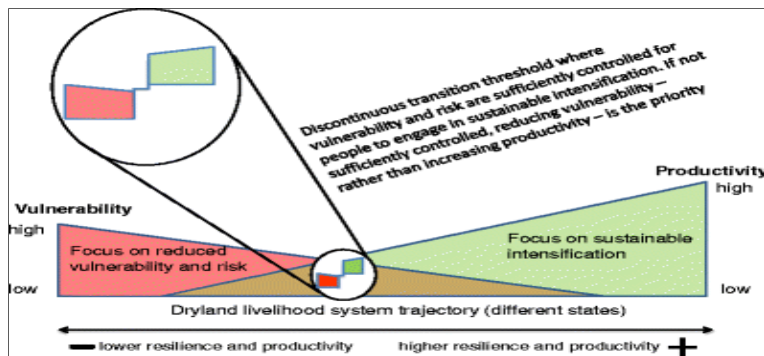 Discontinuous transition threshold where
vulnerability and risk are sufficiently controlled for
people to engage in sustainable intensification. If not
sufficiently controlled, reducing vulnerability –
rather than increasing productivity – is the priority
Productivity
high
Vulnerability
high
Focus on reduced
vulnerability and risk
Focus on sustainable
intensification
low
low
Dryland livelihood system trajectory (different states)
lower resilience and productivity
higher resilience and productivity